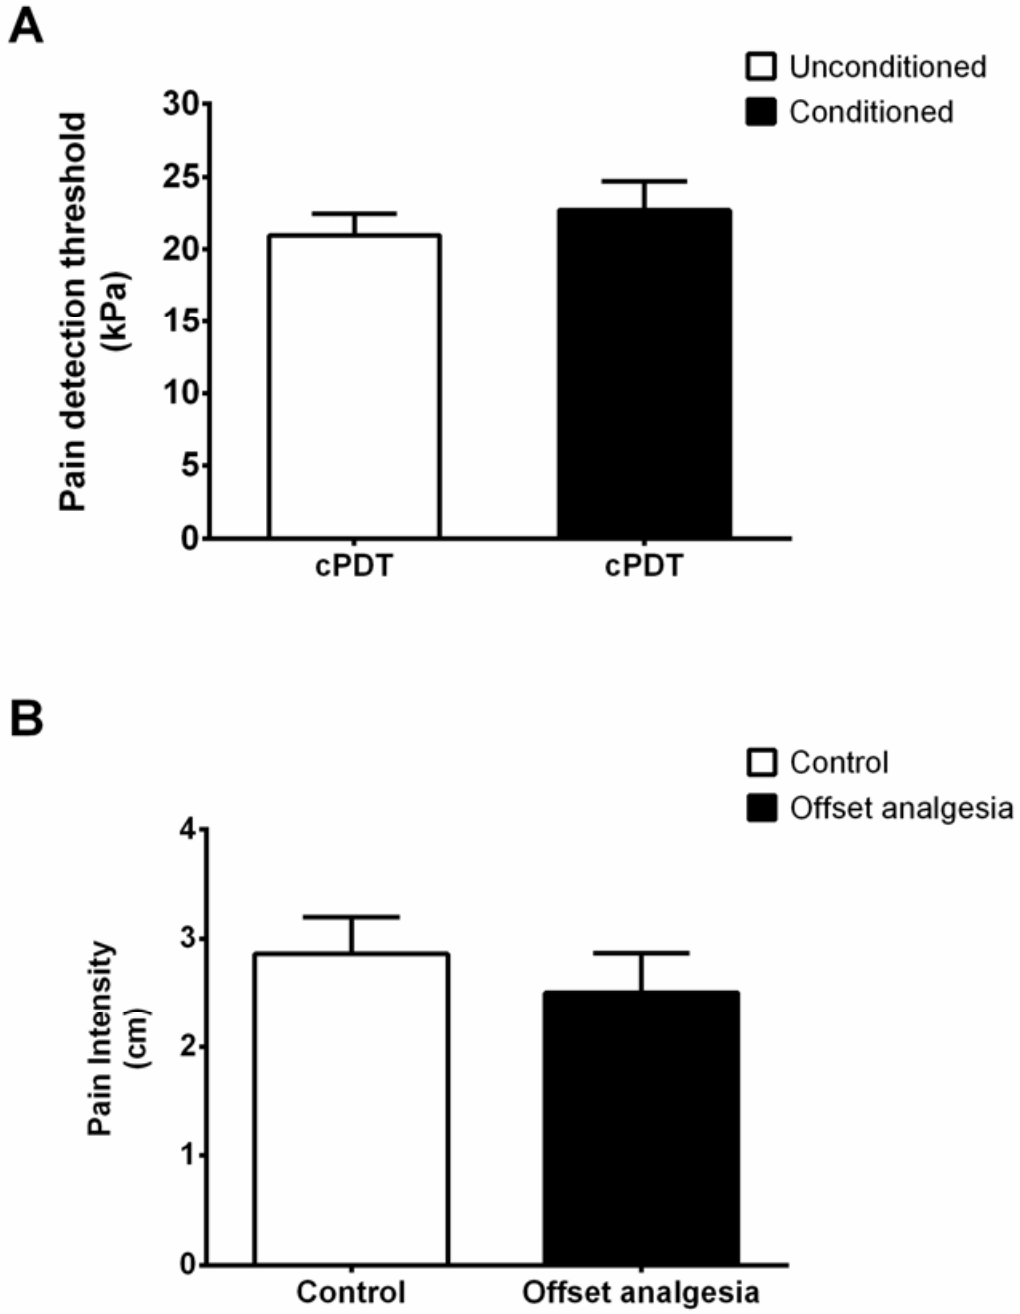 A
Unconditioned
Conditioned
Pain detection threshold
(kPa)
30
25
20
15
10
5
0
cPDT cPDT
B
Control
Offset analgesia
Pain Intensity
(cm)
4
3
2
1
0
Control Offset analgesia